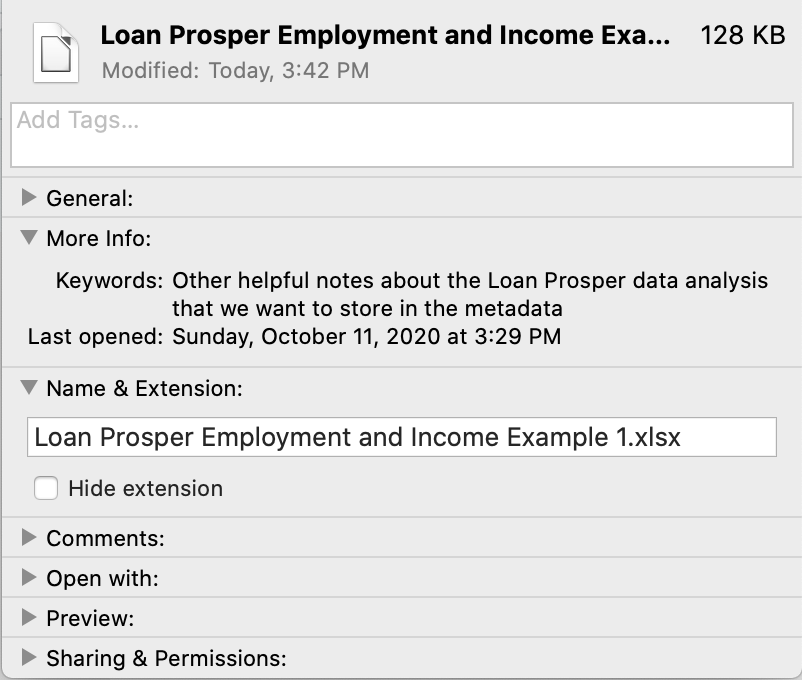 Loan Prosper Employment and Income Exa... 128 KB
Modified: Today, 3:42 PM
Add Tags...
General:
More Info:
Keywords: Other helpful notes about the Loan Prosper data analysis
that we want to store in the metadata
Last opened: Sunday, October 11, 2020 at 3:29 PM
Name & Extension:
Loan Prosper Employment and Income Example 1.xlsx
Hide extension
Comments:
Open with:
Preview:
Sharing & Permissions: